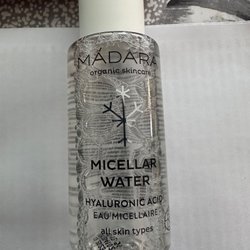 MÁDARA
organic skincare
MICELLAR
WATER
HYALURONIC ACID
EAU MICELLAIRE
all skin types